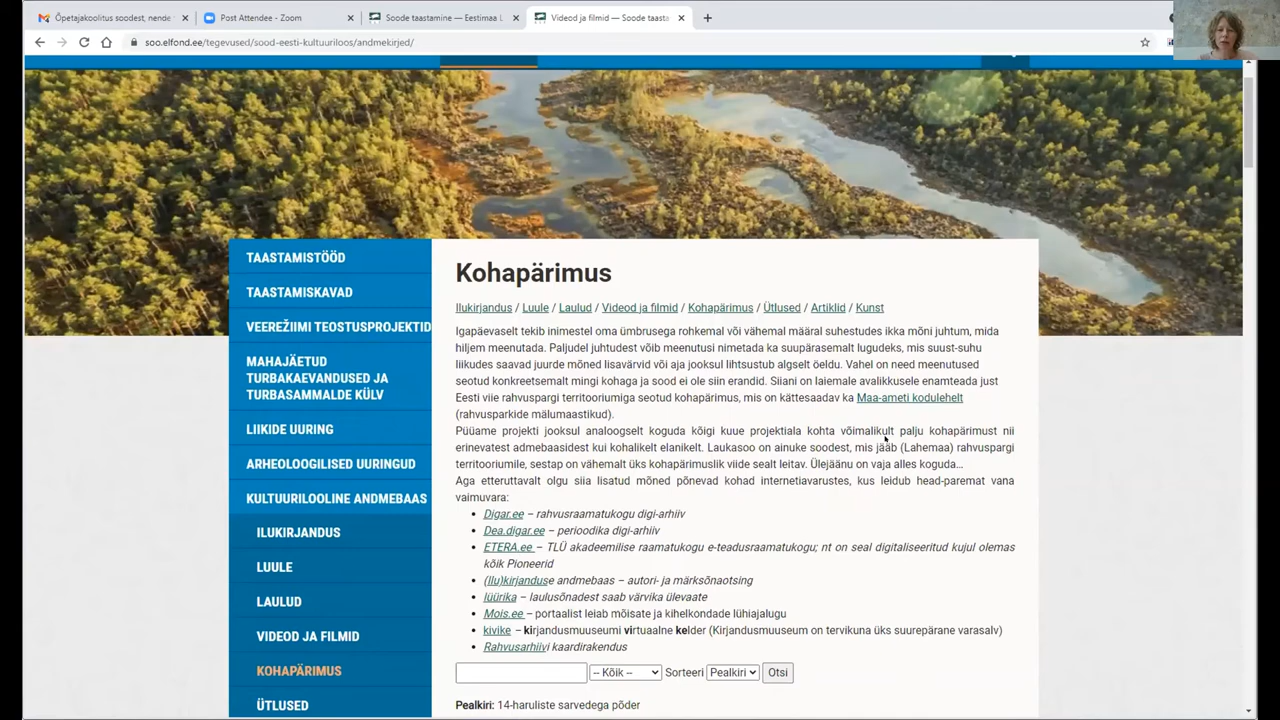 Õpetajakoolitus soodest, nende
Post Attendee - Zoom
Soode taastamine — Eestimaa L
Videod ja filmid — Soode taasta
soo.elfond.ee/tegevused/sood-eesti-kultuuriloos/andmekirjed/
TAASTAMISTÖÖD
TAASTAMISKAVAD
VEEREŽIIMI TEOSTUSPROJEKTID
MAHAJÄETUD
TURBAKAEVANDUSED JA
TURBASAMMALDE KÜLV
LIIKIDE UURING
ARHEOLOOGILISED UURINGUD
KULTUURILOOLINE ANDMEBAAS
ILUKIRJANDUS
LUULE
LAULUD
VIDEOD JA FILMID
KOHAPÄRIMUS
ÜTLUSED
Kohapärimus
Ilukirjandus / Luule / Laulud / Videod ja filmid / Kohapärimus / Ütlused / Artiklid / Kunst
Igapäevaselt tekib inimestel oma ümbrusega rohkemal või vähemal määral suhestudes ikka mõni juhtum, mida
hiljem meenutada. Paljudel juhtudest võib meenutusi nimetada ka suupärasemalt lugudeks, mis suust-suhu
liikudes saavad juurde mõned lisavärvid või aja jooksul lihtsustub algselt öeldu. Vahel on need meenutused
seotud konkreetsemalt mingi kohaga ja sood ei ole siin erandid. Siiani on laiemale avalikkusele enamteada just
Eesti viie rahvuspargi territooriumiga seotud kohapärimus, mis on kättesaadav ka Maa-ameti kodulehelt
(rahvusparkide mälumaastikud).
Püüame projekti jooksul analoogselt koguda kõigi kuue projektiala kohta võimalikult palju kohapärimust nii
erinevatest admebaasidest kui kohalikelt elanikelt. Laukasoo on ainuke soodest, mis jääb (Lahemaa) rahvuspargi
territooriumile, sestap on vähemalt üks kohapärimuslik viide sealt leitav. Ülejäänu on vaja alles koguda…
Aga etteruttavalt olgu siia lisatud mõned põnevad kohad internetiavarustes, kus leidub head-paremat vana
vaimuvara:
• Digar.ee – rahvusraamatukogu digi-arhiiv
• Dea.digar.ee – perioodika digi-arhiiv
• ETERA.ee – TLÜ akadeemilise raamatukogu e-teadusraamatukogu; nt on seal digitaliseeritud kujul olemas
kõik Pioneerid
• (Ilu)kirjanduse andmebaas – autori- ja märksõnaotsing
• lüürika – laulusõnadest saab värvika ülevaate
• Mois.ee – portaalist leiab mõisate ja kihelkondade lühiajalugu
• kivike – kirjandusmuuseumi virtuaalne kelder (Kirjandusmuuseum on tervikuna üks suurepärane varasalv)
• Rahvusarhiivi kaardirakendus
-- Kõik -- Sorteeri Pealkiri Otsi
Pealkiri: 14-haruliste sarvedega põder